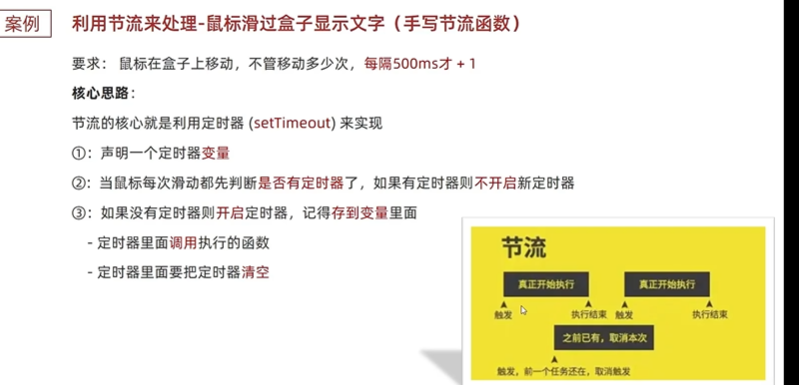 案例
利用节流来处理-鼠标滑过盒子显示文字（手写节流函数）
要求： 鼠标在盒子上移动，不管移动多少次，每隔500ms才 + 1
核心思路：
节流的核心就是利用定时器 (setTimeout) 来实现
①：声明一个定时器变量
②：当鼠标每次滑动都先判断是否有定时器了，如果有定时器则不开启新定时器
③：如果没有定时器则开启定时器，记得存到变量里面
- 定时器里面调用执行的函数
- 定时器里面要把定时器清空
节流
真正开始执行 真正开始执行
触发 执行结束 触发 执行结束
之前已有，取消本次
触发，前一个任务还在，取消触发